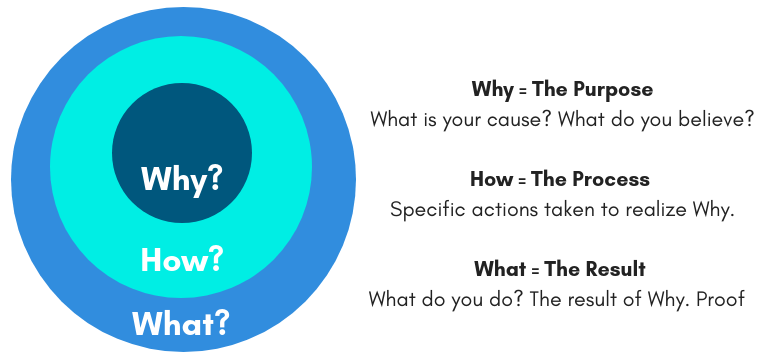 Why?
How?
What?
Why = The Purpose
What is your cause? What do you believe?
How = The Process
Specific actions taken to realize Why.
What = The Result
What do you do? The result of Why. Proof